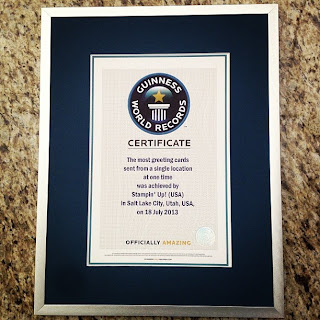 GUINNESS
WORLD RECORDS
CERTIFICATE
The most greeting cards
sent from a single location
at one time
was achieved by
Stampin' Up! (USA)
in Salt Lake City, Utah, USA,
on 18 July 2013
OFFICIALLY AMAZING